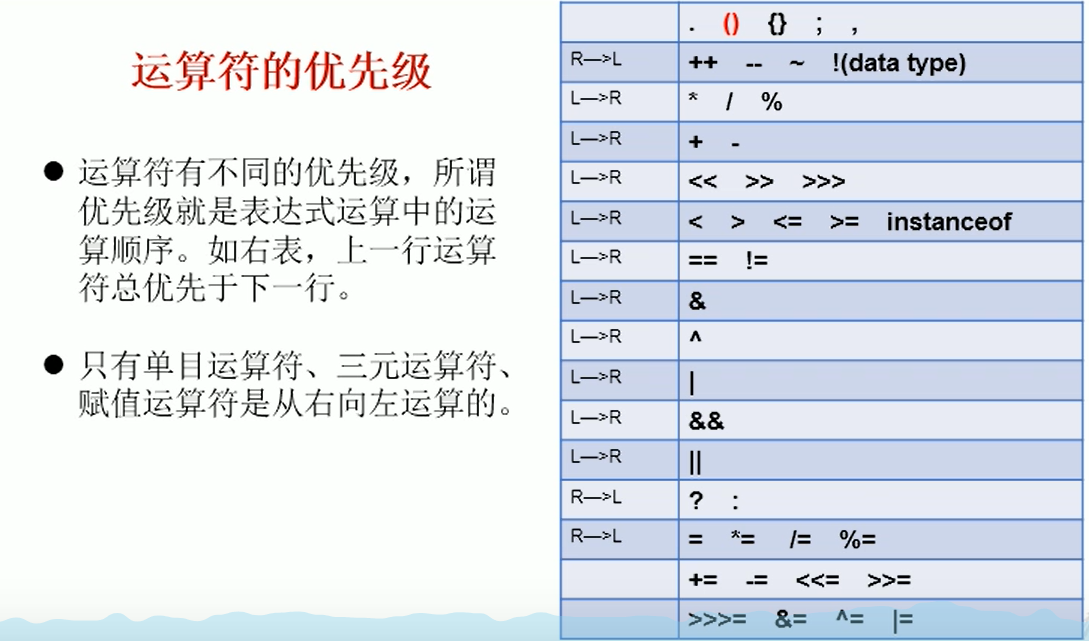 运算符的优先级
● 运算符有不同的优先级，所谓
优先级就是表达式运算中的运
算顺序。如右表，上一行运算
符总优先于下一行。
● 只有单目运算符、三元运算符、
赋值运算符是从右向左运算的。
. () {} ; ,
R—>L ++ -- ~ !(data type)
L—>R * / %
L—>R + -
L—>R << >> >>>
L—>R < > <= >= instanceof
L—>R == !=
L—>R &
L—>R ^
L—>R |
L—>R &&
L—>R ||
R—>L ? :
R—>L = *= /= %=
+= -= <<= >>=
>>>= &= ^= |=